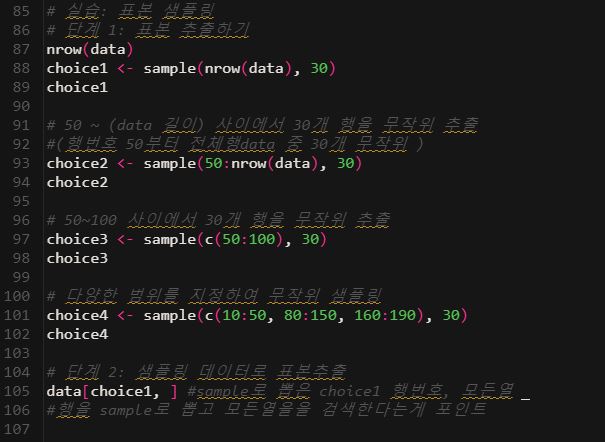 85 # 실습: 표본 샘플링
86 # 단계 1: 표본 추출하기
87 nrow(data)
88 choice1 <- sample(nrow(data), 30)
89 choice1
90
91 # 50 ~ (data 길이) 사이에서 30개 행을 무작위 추출
92 #(행번호 50부터 전체행data 중 30개 무작위 )
93 choice2 <- sample(50:nrow(data), 30)
94 choice2
95
96 # 50~100 사이에서 30개 행을 무작위 추출
97 choice3 <- sample(c(50:100), 30)
98 choice3
99
100 # 다양한 범위를 지정하여 무작위 샘플링
101 choice4 <- sample(c(10:50, 80:150, 160:190), 30)
102 choice4
103
104 # 단계 2: 샘플링 데이터로 표본추출
105 data[choice1, ] #sample로 뽑은 choice1 행번호, 모든열 _
106 #행을 sample로 뽑고 모든열을을 검색한다는게 포인트
107